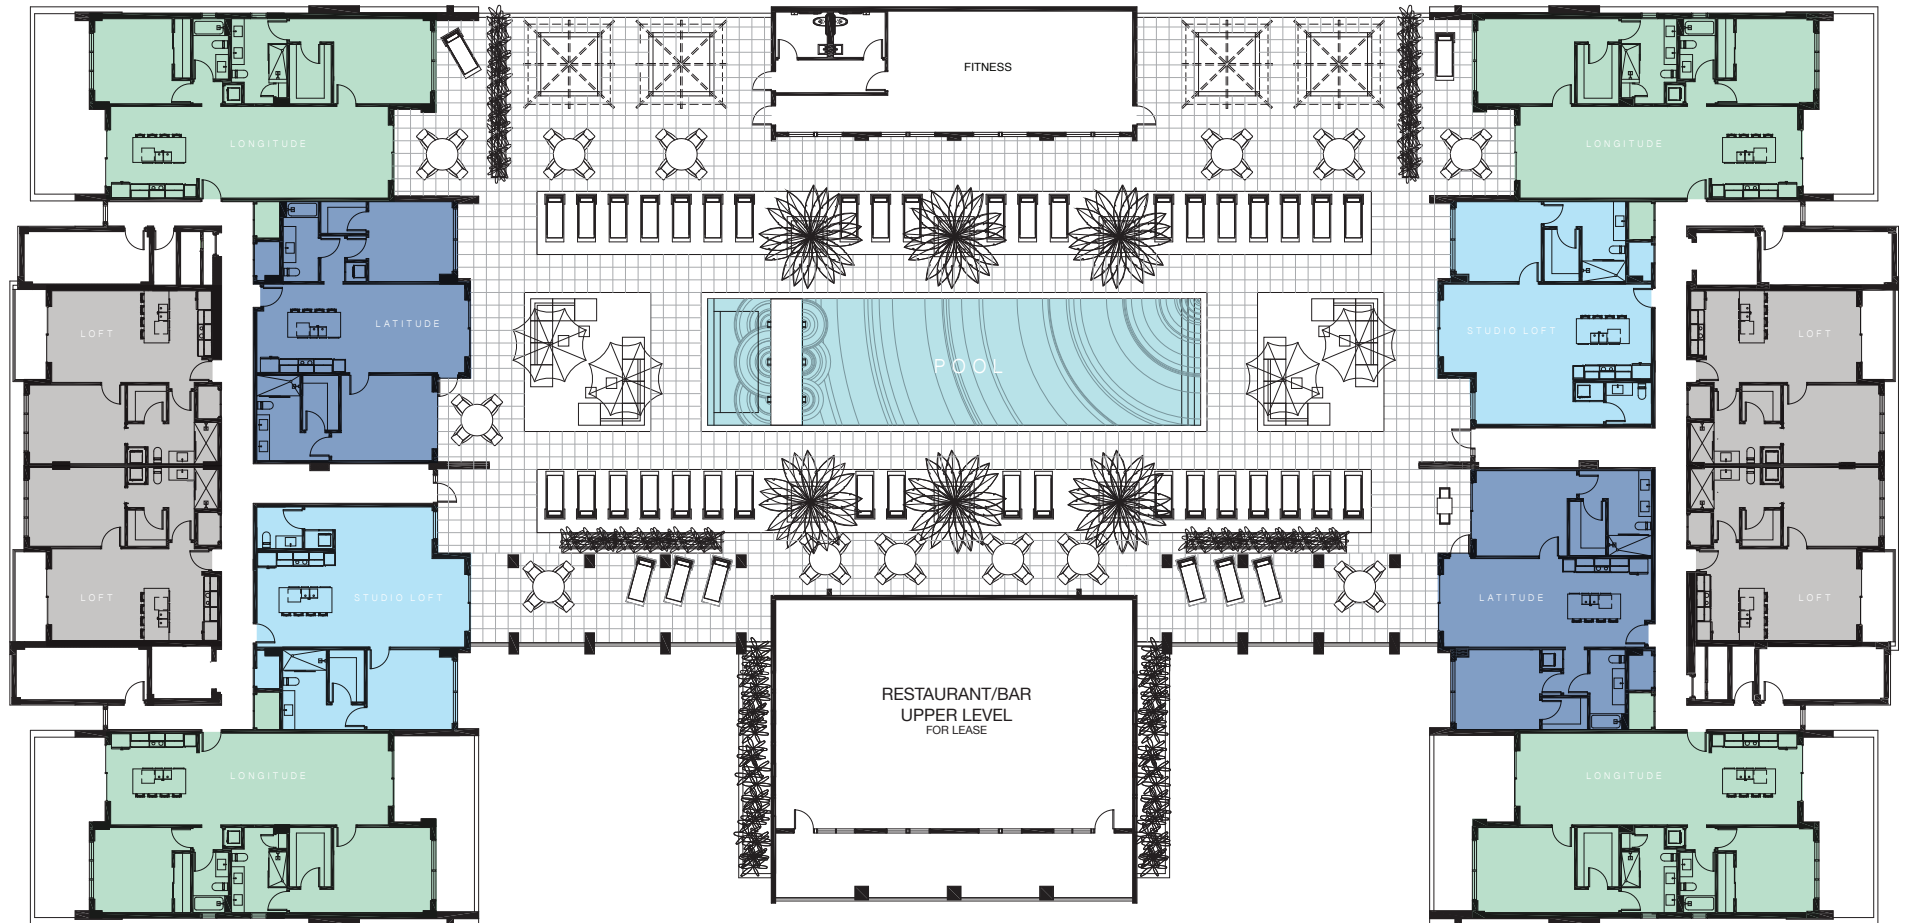 FITNESS
LONGITUDE
LONGITUDE
LATITUDE
LOFT
STUDIO LOFT
LOFT
POOL
LOFT
STUDIO LOFT
LATITUDE
LOFT
RESTAURANT/BAR
UPPER LEVEL
FOR LEASE
LONGITUDE
LONGITUDE